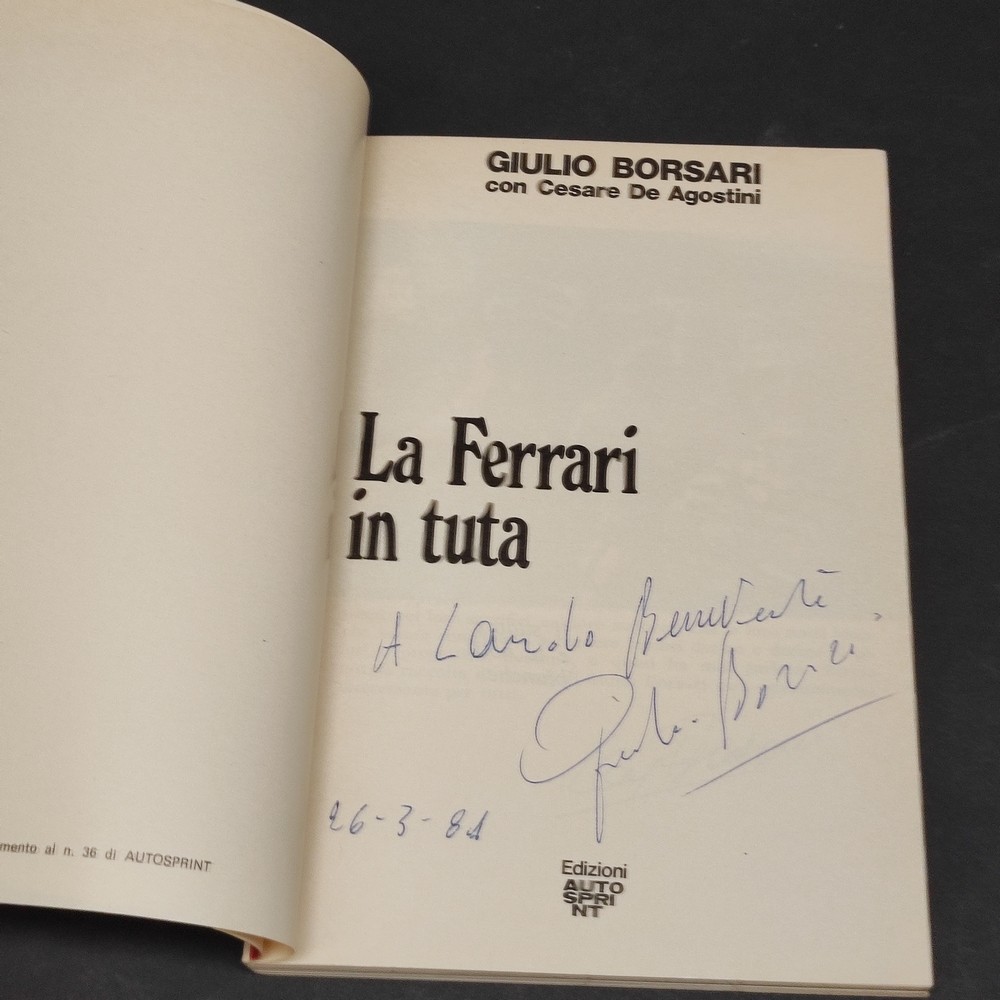 mento al n. 36 di AUTOSPRINT
GIULIO BORSARI
con Cesare De Agostini
La Ferrari
in tuta
A Lando
Giulio Borsari
26-3-81
Edizioni
AUTO
SPRI
NT